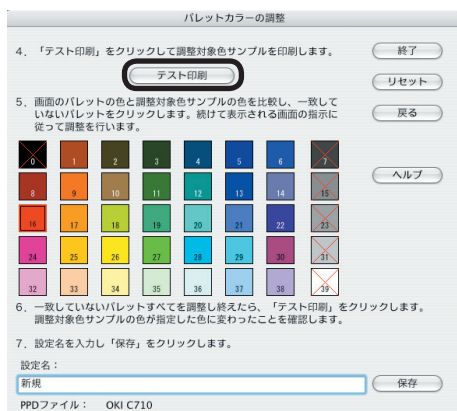 パレットカラーの調整
4. 「テスト印刷」をクリックして調整対象色サンプルを印刷します。
終了
テスト印刷
リセット
5. 画面のパレットの色と調整対象色サンプルの色を比較し、一致して
いないパレットをクリックします。続けて表示される画面の指示に
従って調整を行います。
戻る
0 1 2 3 4 5 6 7
ヘルプ
8 9 10 11 12 13 14 15
16 17 18 19 20 21 22 23
24 25 26 27 28 29 30 31
32 33 34 35 36 37 38 39
6. 一致していないパレットすべてを調整し終えたら、「テスト印刷」をクリックします。
調整対象色サンプルの色が指定した色に変わったことを確認します。
7. 設定名を入力し「保存」をクリックします。
設定名：
新規
保存
PPDファイル： OKI C710